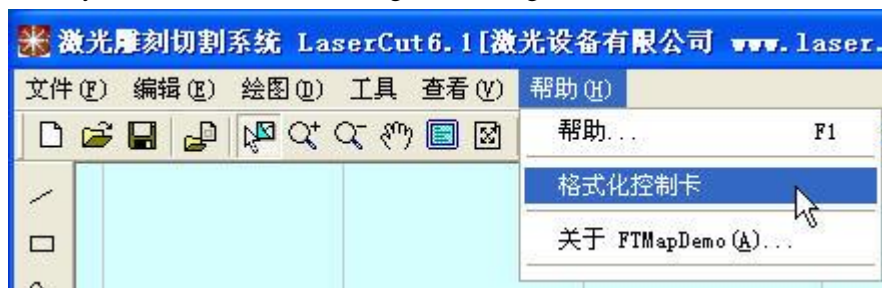 激光雕刻切割系统 LaserCut6.1[激光设备有限公司 www.laser.
文件(F) 编辑(E) 绘图(D) 工具 查看(V) 帮助(H)
帮助... F1
格式化控制卡
关于 FTMapDemo(A)...